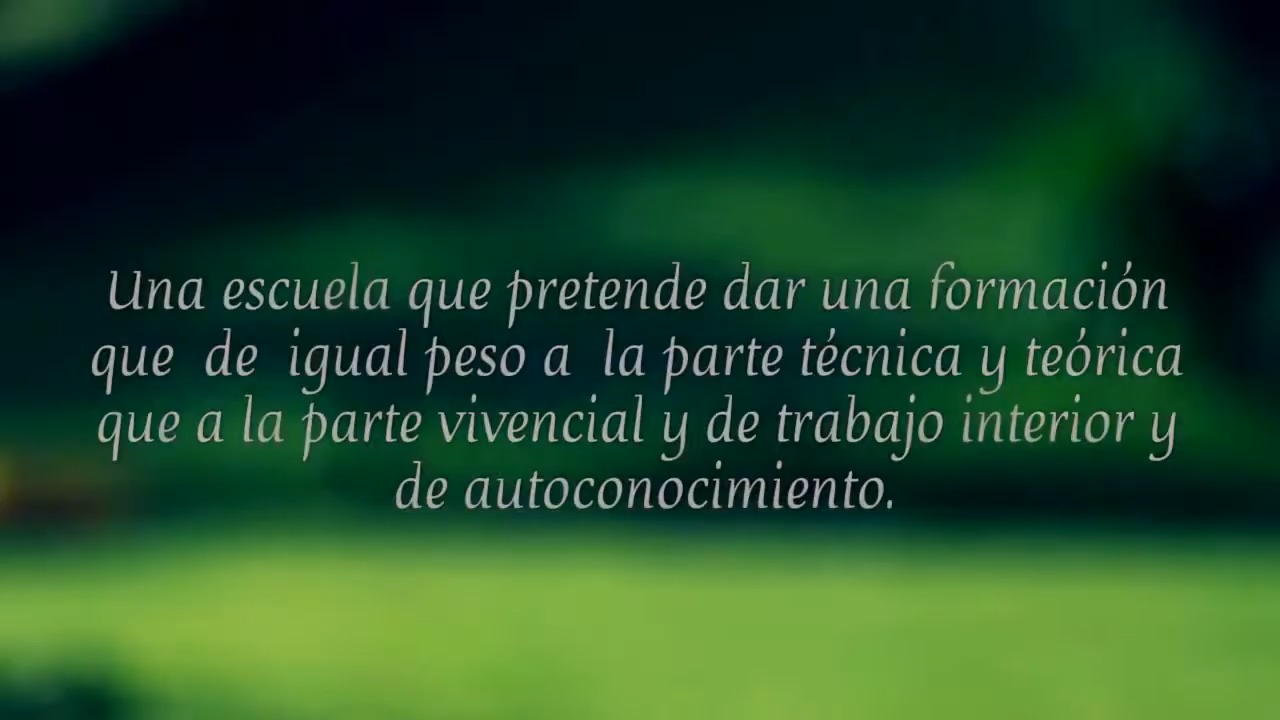 Una escuela que pretende dar una formación
que de igual peso a la parte técnica y teórica
que a la parte vivencial y de trabajo interior y
de autoconocimiento.